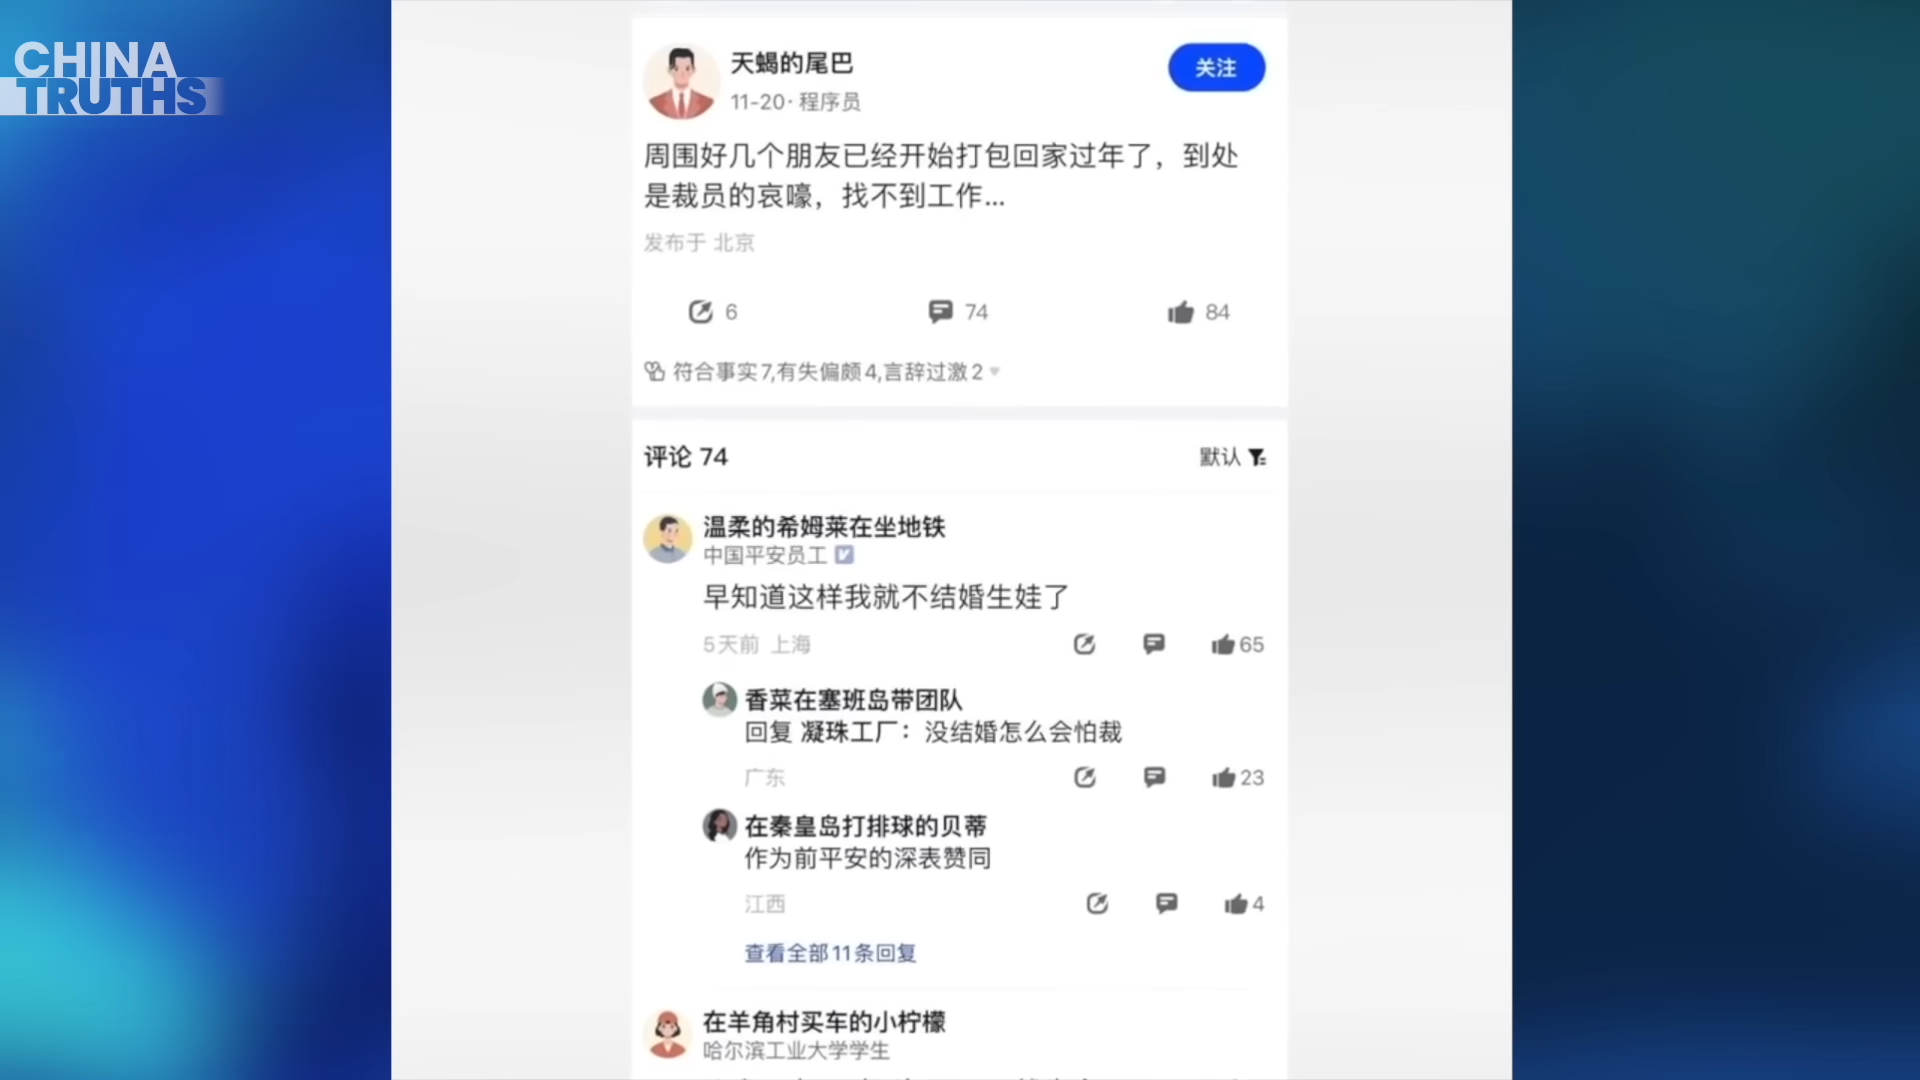 CHINA
TRUTHS
天蝎的尾巴
关注
11-20· 程序员
周围好几个朋友已经开始打包回家过年了，到处
是裁员的哀嚎，找不到工作...
发布于 北京
6
74
84
符合事实7,有失偏颇4,言辞过激2
评论 74
默认
温柔的希姆莱在坐地铁
中国平安员工
早知道这样我就不结婚生娃了
5天前 上海
65
香菜在塞班岛带团队
回复 凝珠工厂：没结婚怎么会怕裁
广东
23
在秦皇岛打排球的贝蒂
作为前平安的深表赞同
江西
4
查看全部11条回复
在羊角村买车的小柠檬
哈尔滨工业大学学生